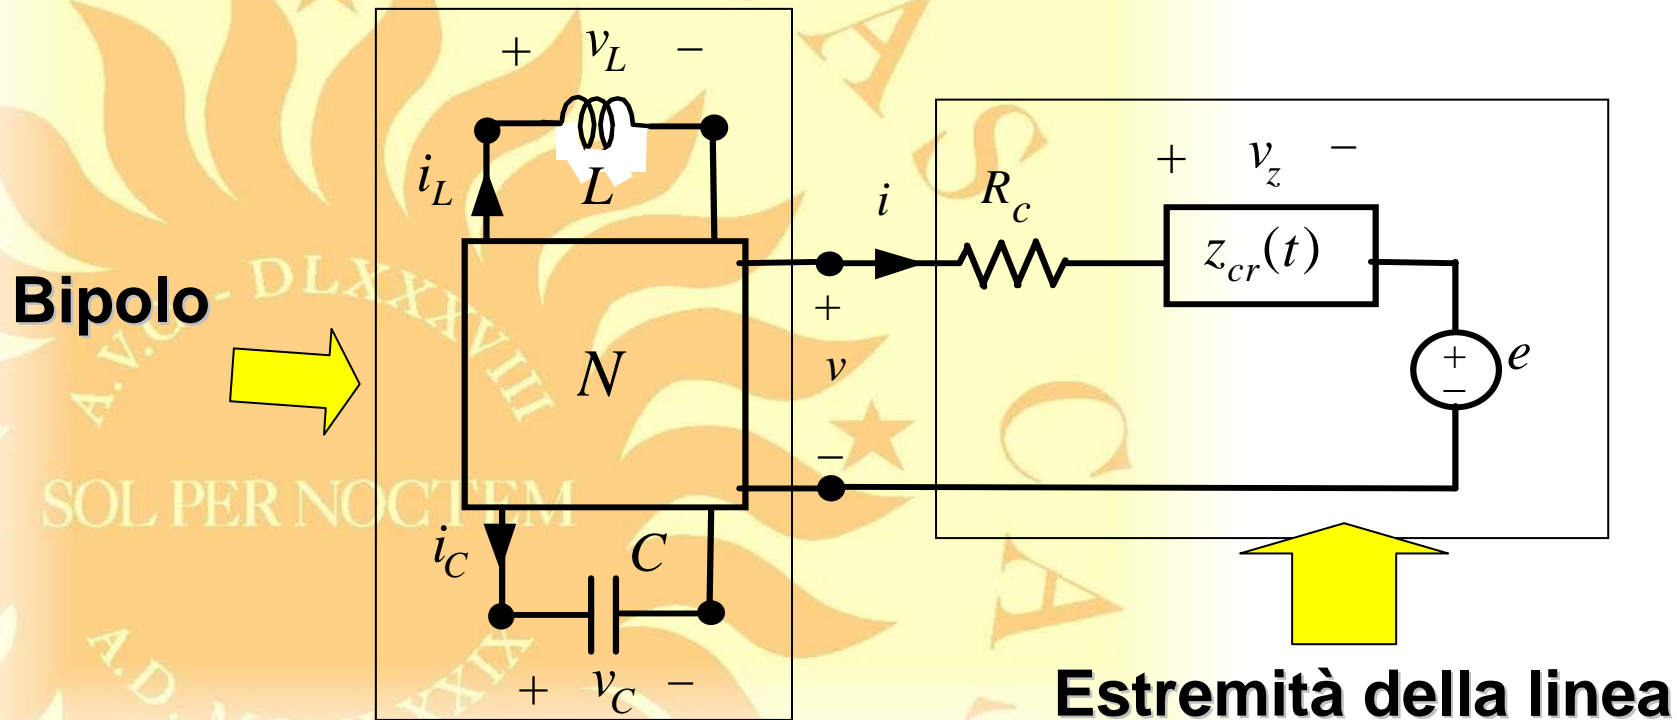 + v_L −
i_L
L
i
R_c
+ v_z −
z_cr(t)
Bipolo
N
+
v
−
+
−
e
i_C
C
+ v_C −
Estremità della linea
DLXXXVIII
SOL PER NOCTEM
A.D.